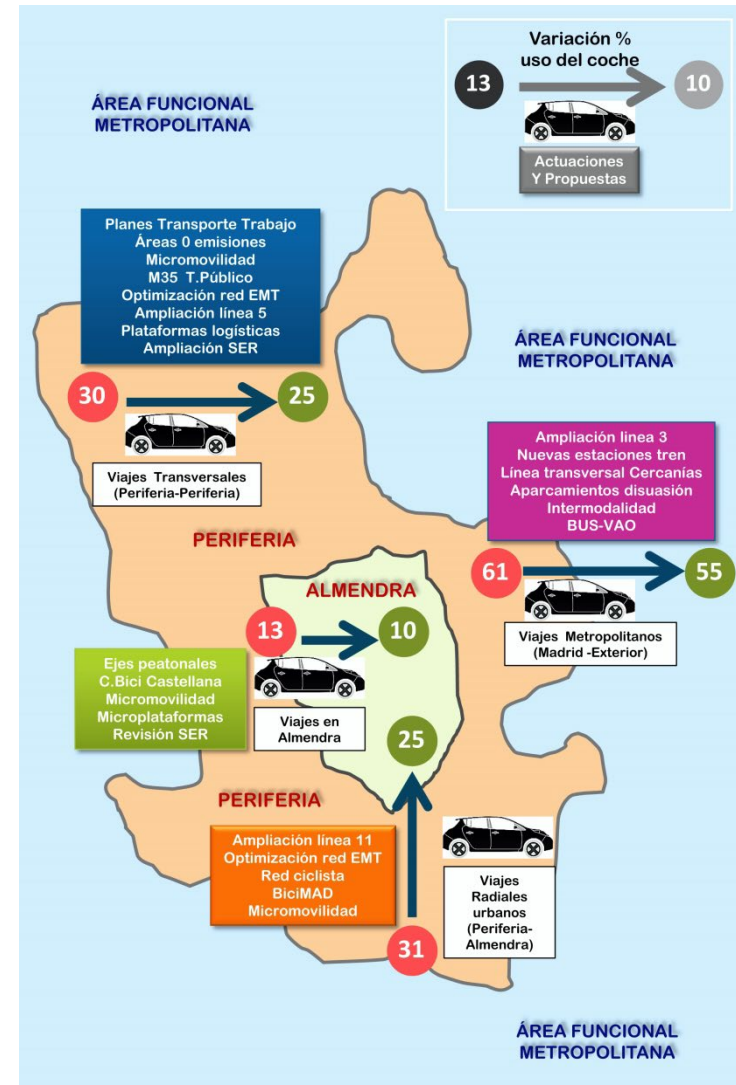 Variación %
uso del coche
13
10
Actuaciones
Y Propuestas
ÁREA FUNCIONAL
METROPOLITANA
Planes Transporte Trabajo
Áreas 0 emisiones
Micromovilidad
M35 T.Público
Optimización red EMT
Ampliación línea 5
Plataformas logísticas
Ampliación SER
30
25
Viajes Transversales
(Periferia-Periferia)
ÁREA FUNCIONAL
METROPOLITANA
Ampliación linea 3
Nuevas estaciones tren
Línea transversal Cercanías
Aparcamientos disuasión
Intermodalidad
BUS-VAO
61
55
Viajes Metropolitanos
(Madrid -Exterior)
PERIFERIA
ALMENDRA
13
10
Ejes peatonales
C.Bici Castellana
Micromovilidad
Microplataformas
Revisión SER
Viajes en
Almendra
25
PERIFERIA
Ampliación línea 11
Optimización red EMT
Red ciclista
BiciMAD
Micromovilidad
31
Viajes
Radiales
urbanos
(Periferia-
Almendra)
ÁREA FUNCIONAL
METROPOLITANA